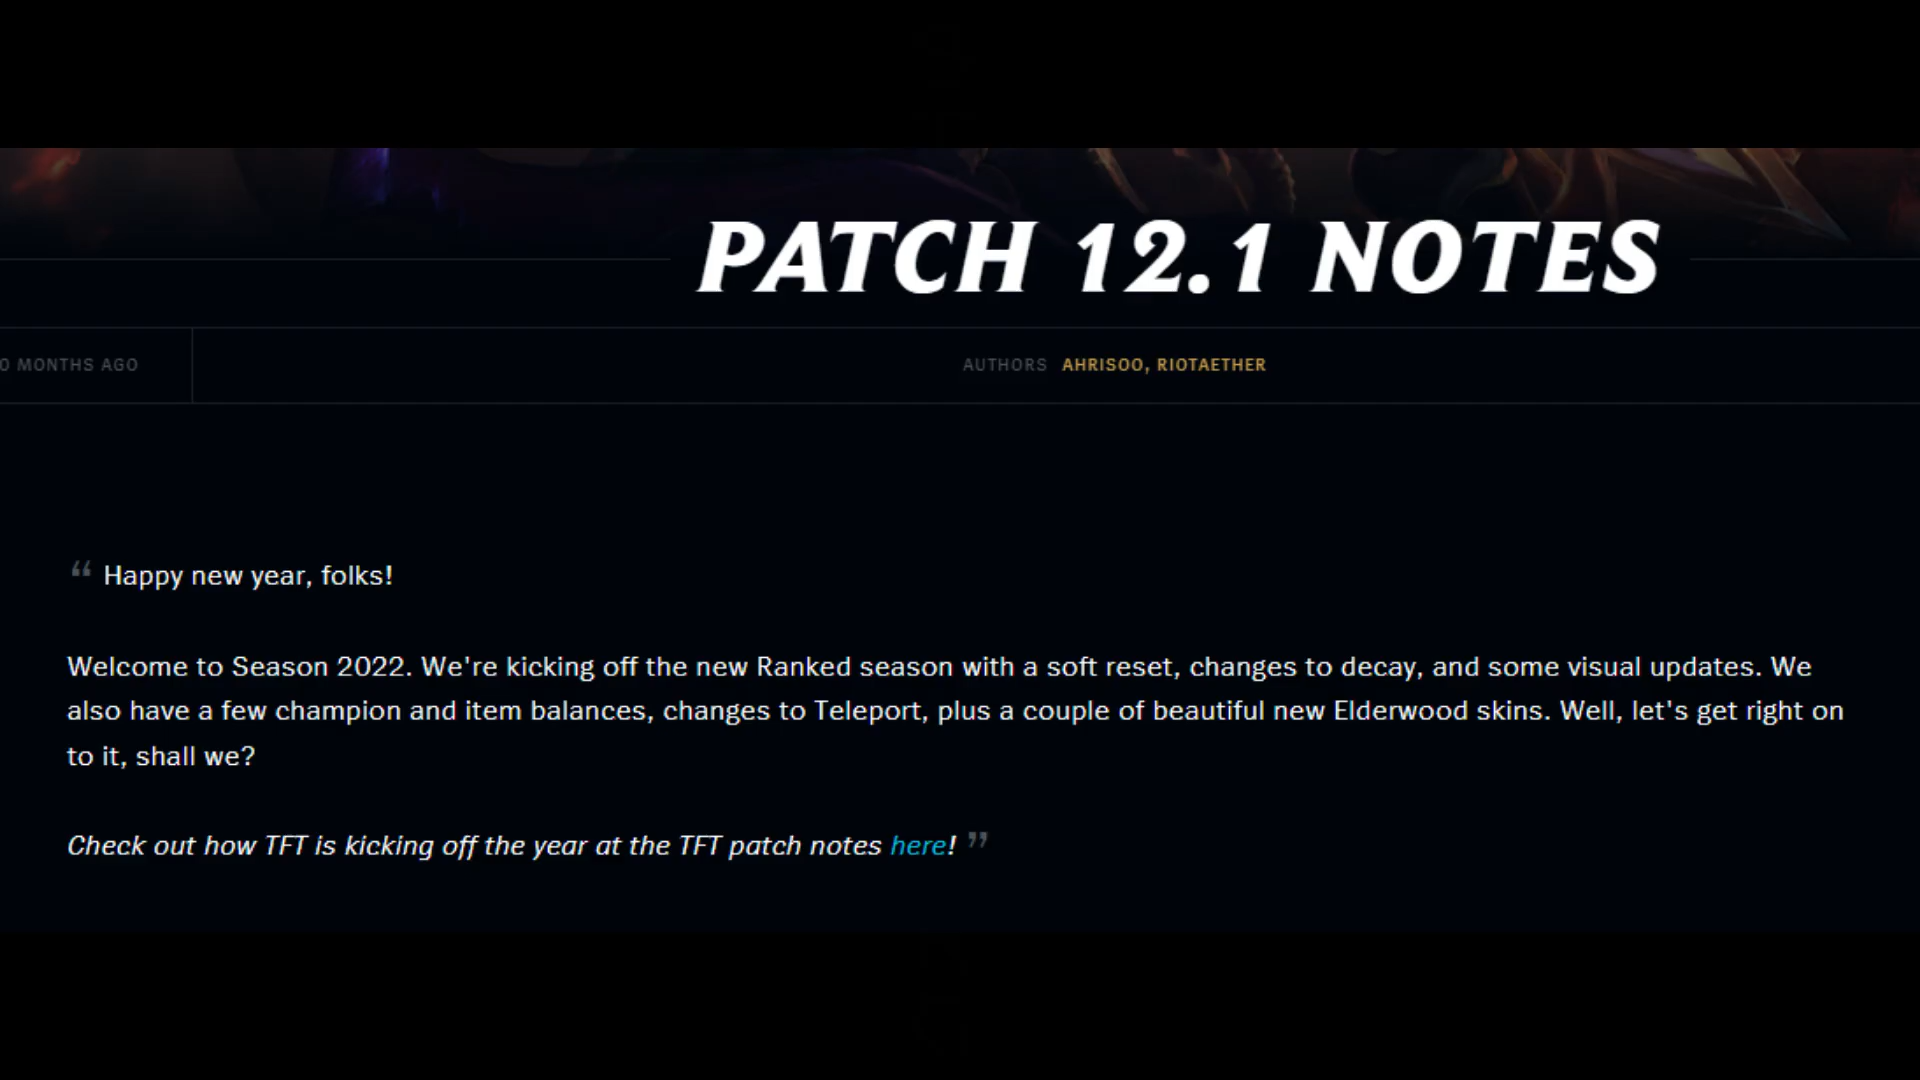 PATCH 12.1 NOTES
0 MONTHS AGO
AUTHORS AHRISOO, RIOTAETHER
“ Happy new year, folks!
Welcome to Season 2022. We're kicking off the new Ranked season with a soft reset, changes to decay, and some visual updates. We
also have a few champion and item balances, changes to Teleport, plus a couple of beautiful new Elderwood skins. Well, let's get right on
to it, shall we?
Check out how TFT is kicking off the year at the TFT patch notes here! ”